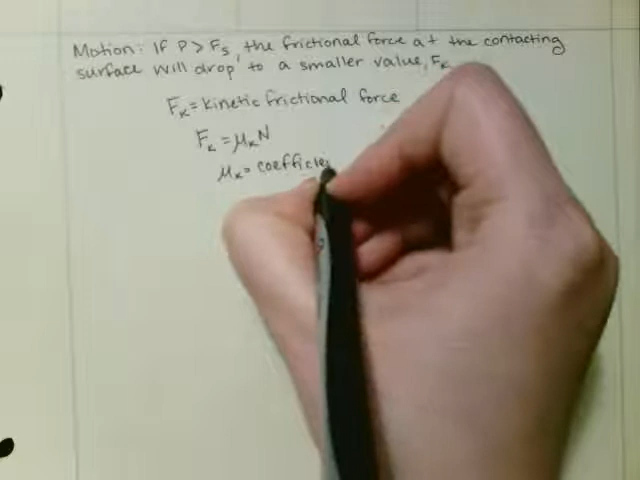 Motion: If P > Fs, the frictional force at the contacting
surface will drop to a smaller value, Fk
Fk = kinetic frictional force
Fk = μkN
μk = coefficie